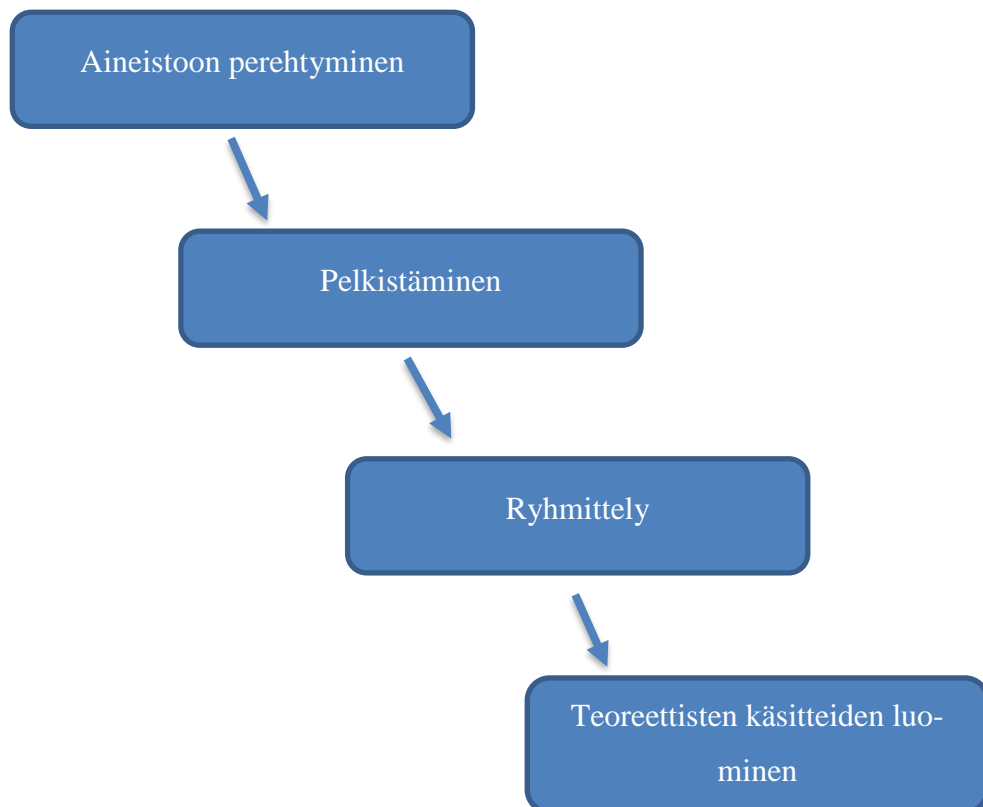 Aineistoon perehtyminen
Pelkistäminen
Ryhmittely
Teoreettisten käsitteiden luo-
minen